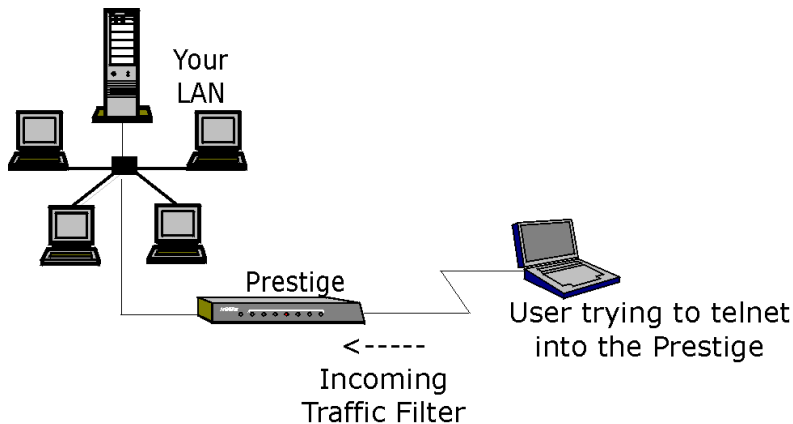 Your
LAN
Prestige
User trying to telnet
into the Prestige
<-----
Incoming
Traffic Filter